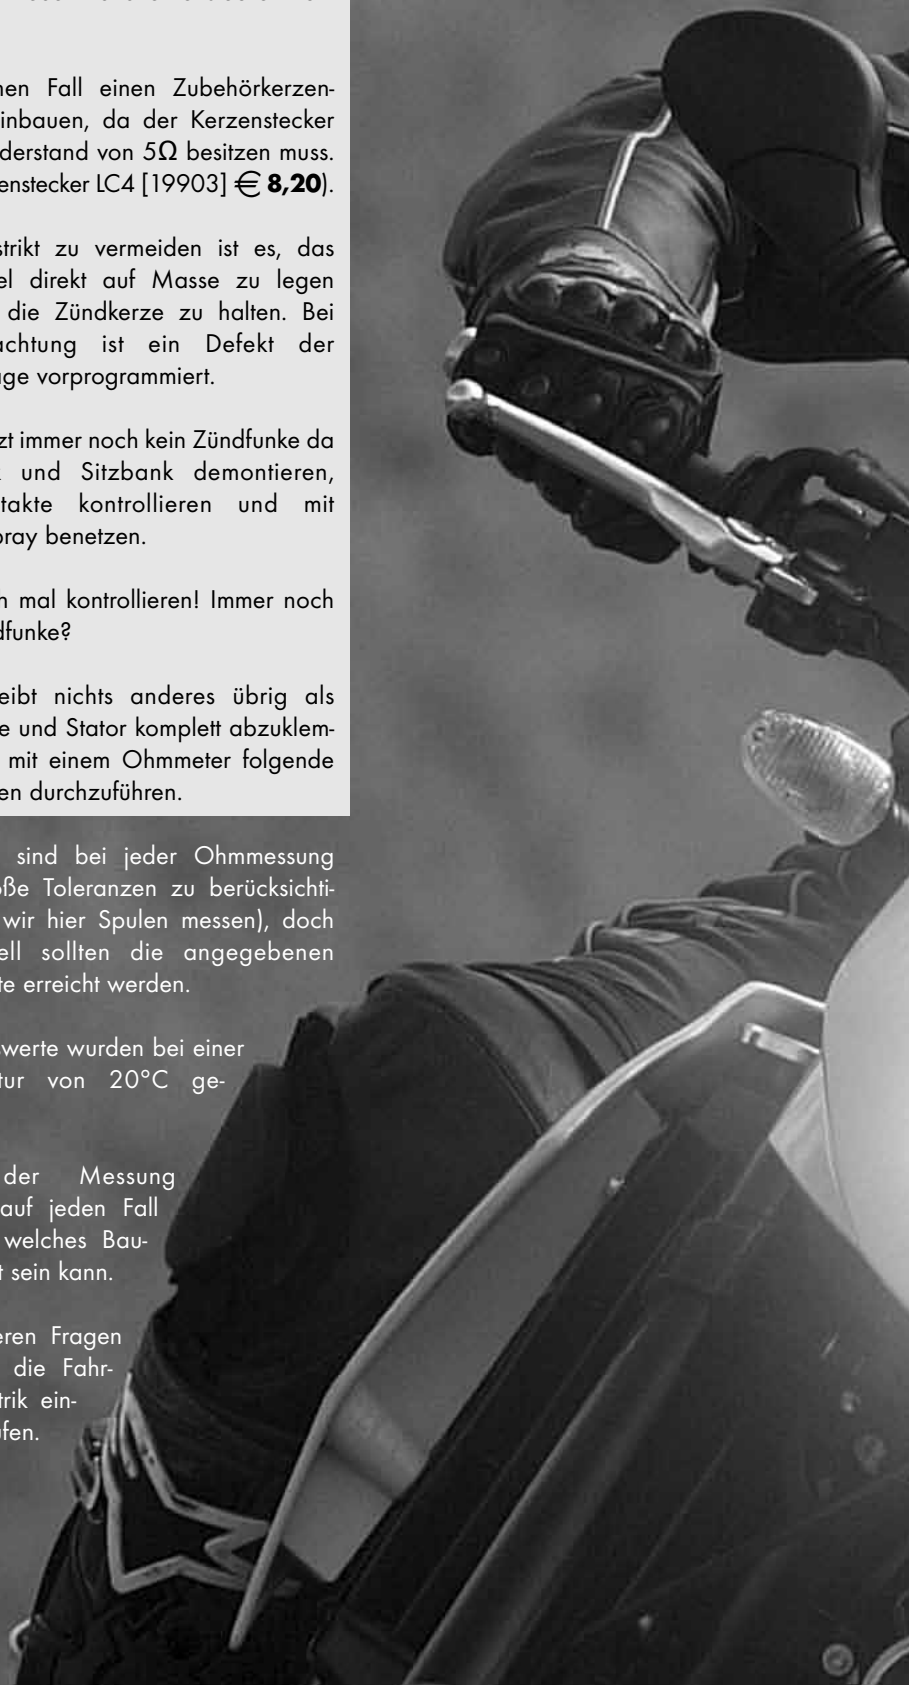 nen Fall einen Zubehörkerzen-
inbauen, da der Kerzenstecker
derstand von 5Ω besitzen muss.
enstecker LC4 [19903] € 8,20).
strikt zu vermeiden ist es, das
el direkt auf Masse zu legen
die Zündkerze zu halten. Bei
achtung ist ein Defekt der
age vorprogrammiert.
zt immer noch kein Zündfunke da
und Sitzbank demontieren,
takte kontrollieren und mit
pray benetzen.
h mal kontrollieren! Immer noch
dfunke?
eibt nichts anderes übrig als
e und Stator komplett abzuklem-
mit einem Ohmmeter folgende
en durchzuführen.
sind bei jeder Ohmmessung
oße Toleranzen zu berücksichti-
wir hier Spulen messen), doch
ell sollten die angegebenen
te erreicht werden.
swerte wurden bei einer
tur von 20°C ge-
der Messung
auf jeden Fall
welches Bau-
t sein kann.
eren Fragen
die Fahr-
trik ein-
ufen.